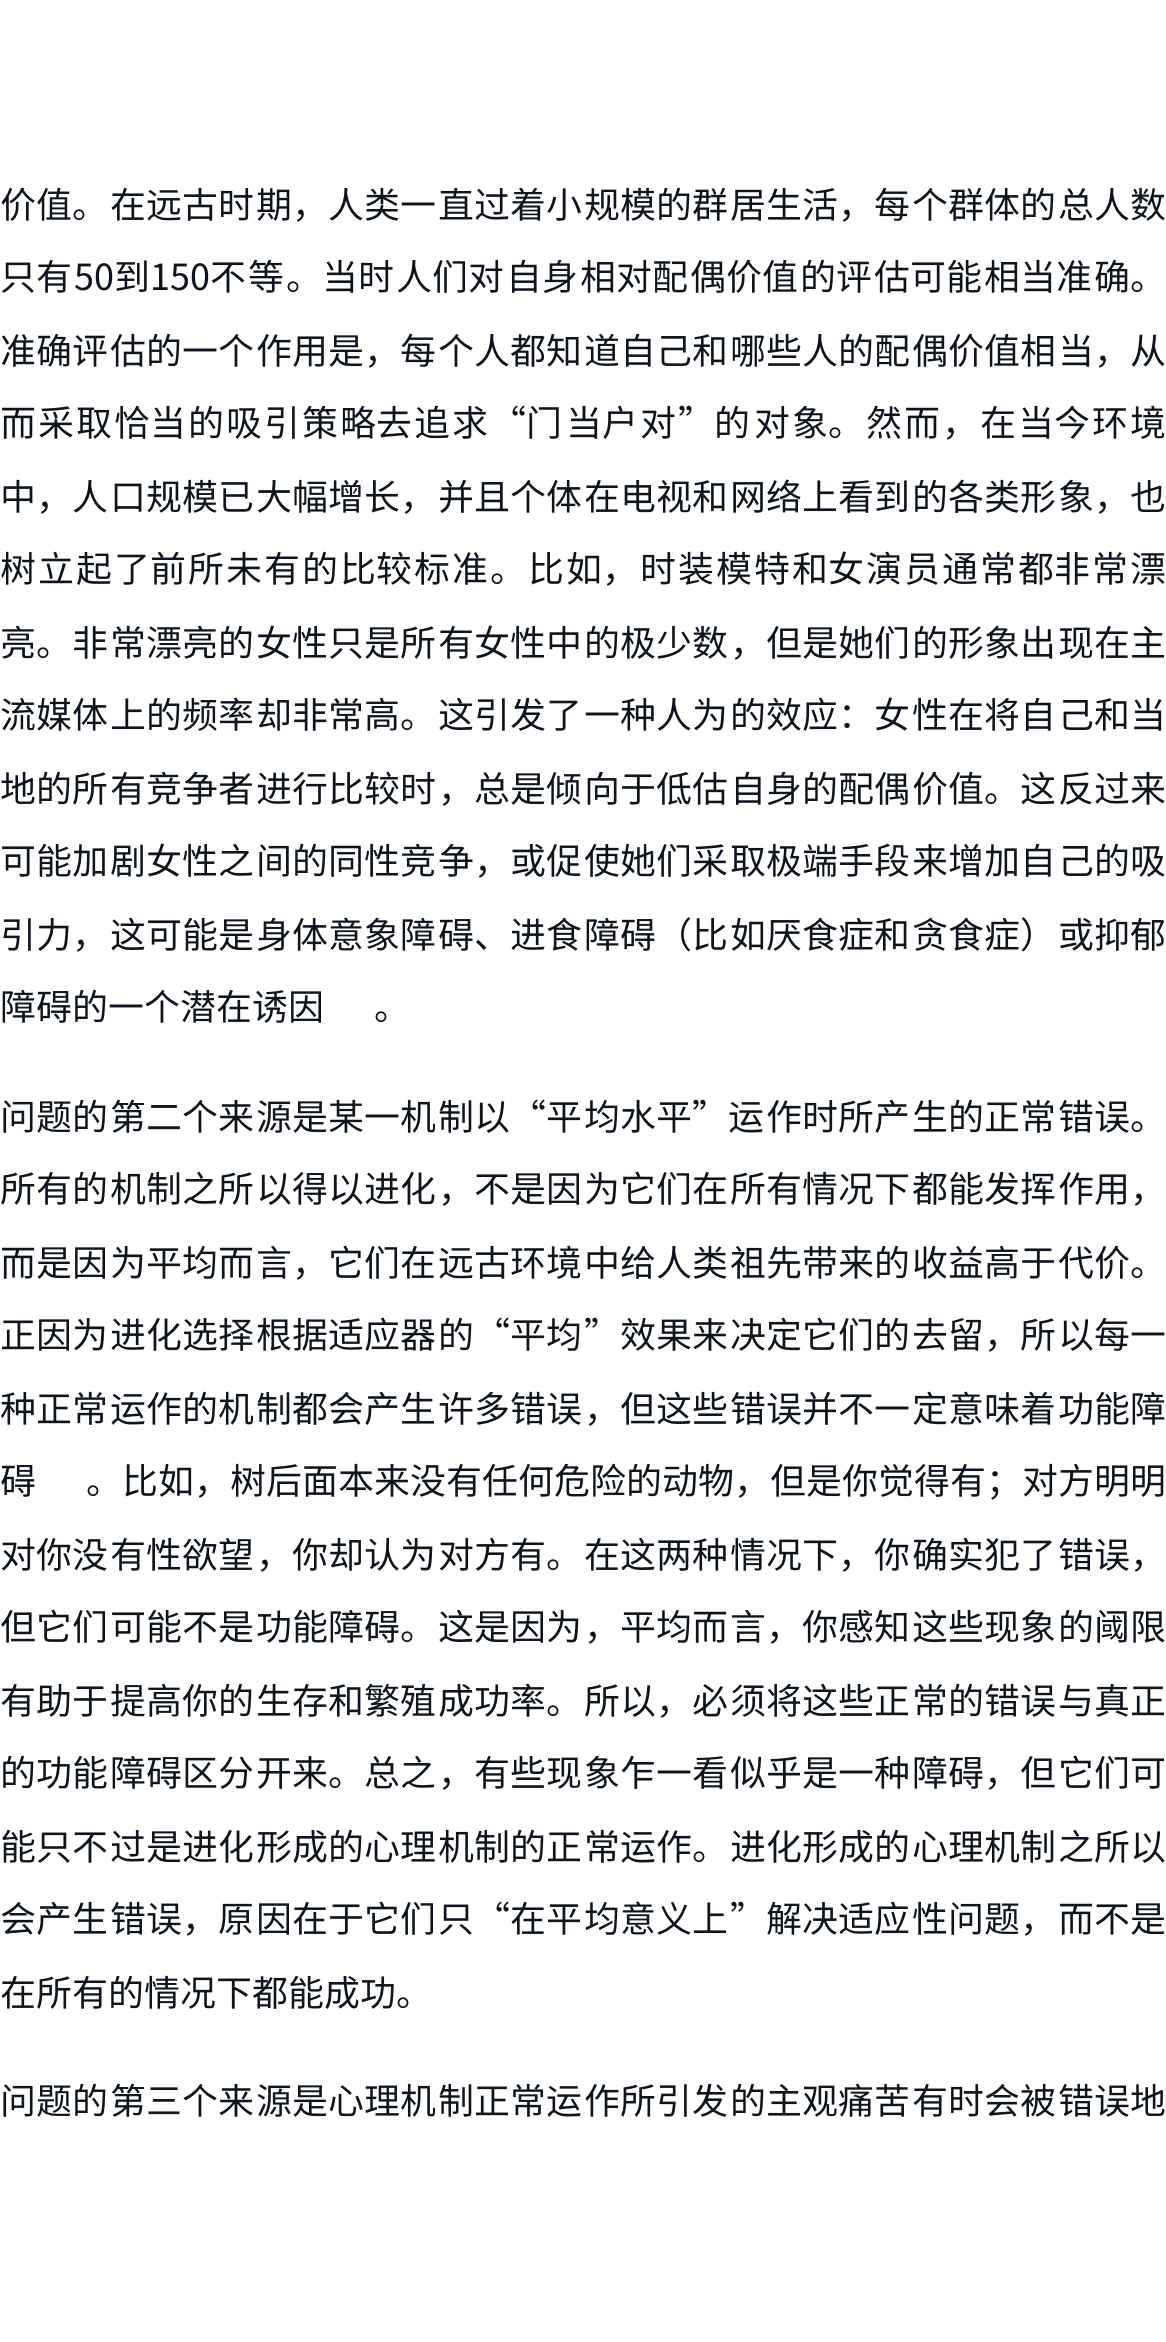 价值。在远古时期，人类一直过着小规模的群居生活，每个群体的总人数
只有50到150不等。当时人们对自身相对配偶价值的评估可能相当准确。
准确评估的一个作用是，每个人都知道自己和哪些人的配偶价值相当，从
而采取恰当的吸引策略去追求“门当户对”的对象。然而，在当今环境
中，人口规模已大幅增长，并且个体在电视和网络上看到的各类形象，也
树立起了前所未有的比较标准。比如，时装模特和女演员通常都非常漂
亮。非常漂亮的女性只是所有女性中的极少数，但是她们的形象出现在主
流媒体上的频率却非常高。这引发了一种人为的效应：女性在将自己和当
地的所有竞争者进行比较时，总是倾向于低估自身的配偶价值。这反过来
可能加剧女性之间的同性竞争，或促使她们采取极端手段来增加自己的吸
引力，这可能是身体意象障碍、进食障碍（比如厌食症和贪食症）或抑郁
障碍的一个潜在诱因 。
问题的第二个来源是某一机制以“平均水平”运作时所产生的正常错误。
所有的机制之所以得以进化，不是因为它们在所有情况下都能发挥作用，
而是因为平均而言，它们在远古环境中给人类祖先带来的收益高于代价。
正因为进化选择根据适应器的“平均”效果来决定它们的去留，所以每一
种正常运作的机制都会产生许多错误，但这些错误并不一定意味着功能障
碍 。比如，树后面本来没有任何危险的动物，但是你觉得有；对方明明
对你没有性欲望，你却认为对方有。在这两种情况下，你确实犯了错误，
但它们可能不是功能障碍。这是因为，平均而言，你感知这些现象的阈限
有助于提高你的生存和繁殖成功率。所以，必须将这些正常的错误与真正
的功能障碍区分开来。总之，有些现象乍一看似乎是一种障碍，但它们可
能只不过是进化形成的心理机制的正常运作。进化形成的心理机制之所以
会产生错误，原因在于它们只“在平均意义上”解决适应性问题，而不是
在所有的情况下都能成功。
问题的第三个来源是心理机制正常运作所引发的主观痛苦有时会被错误地